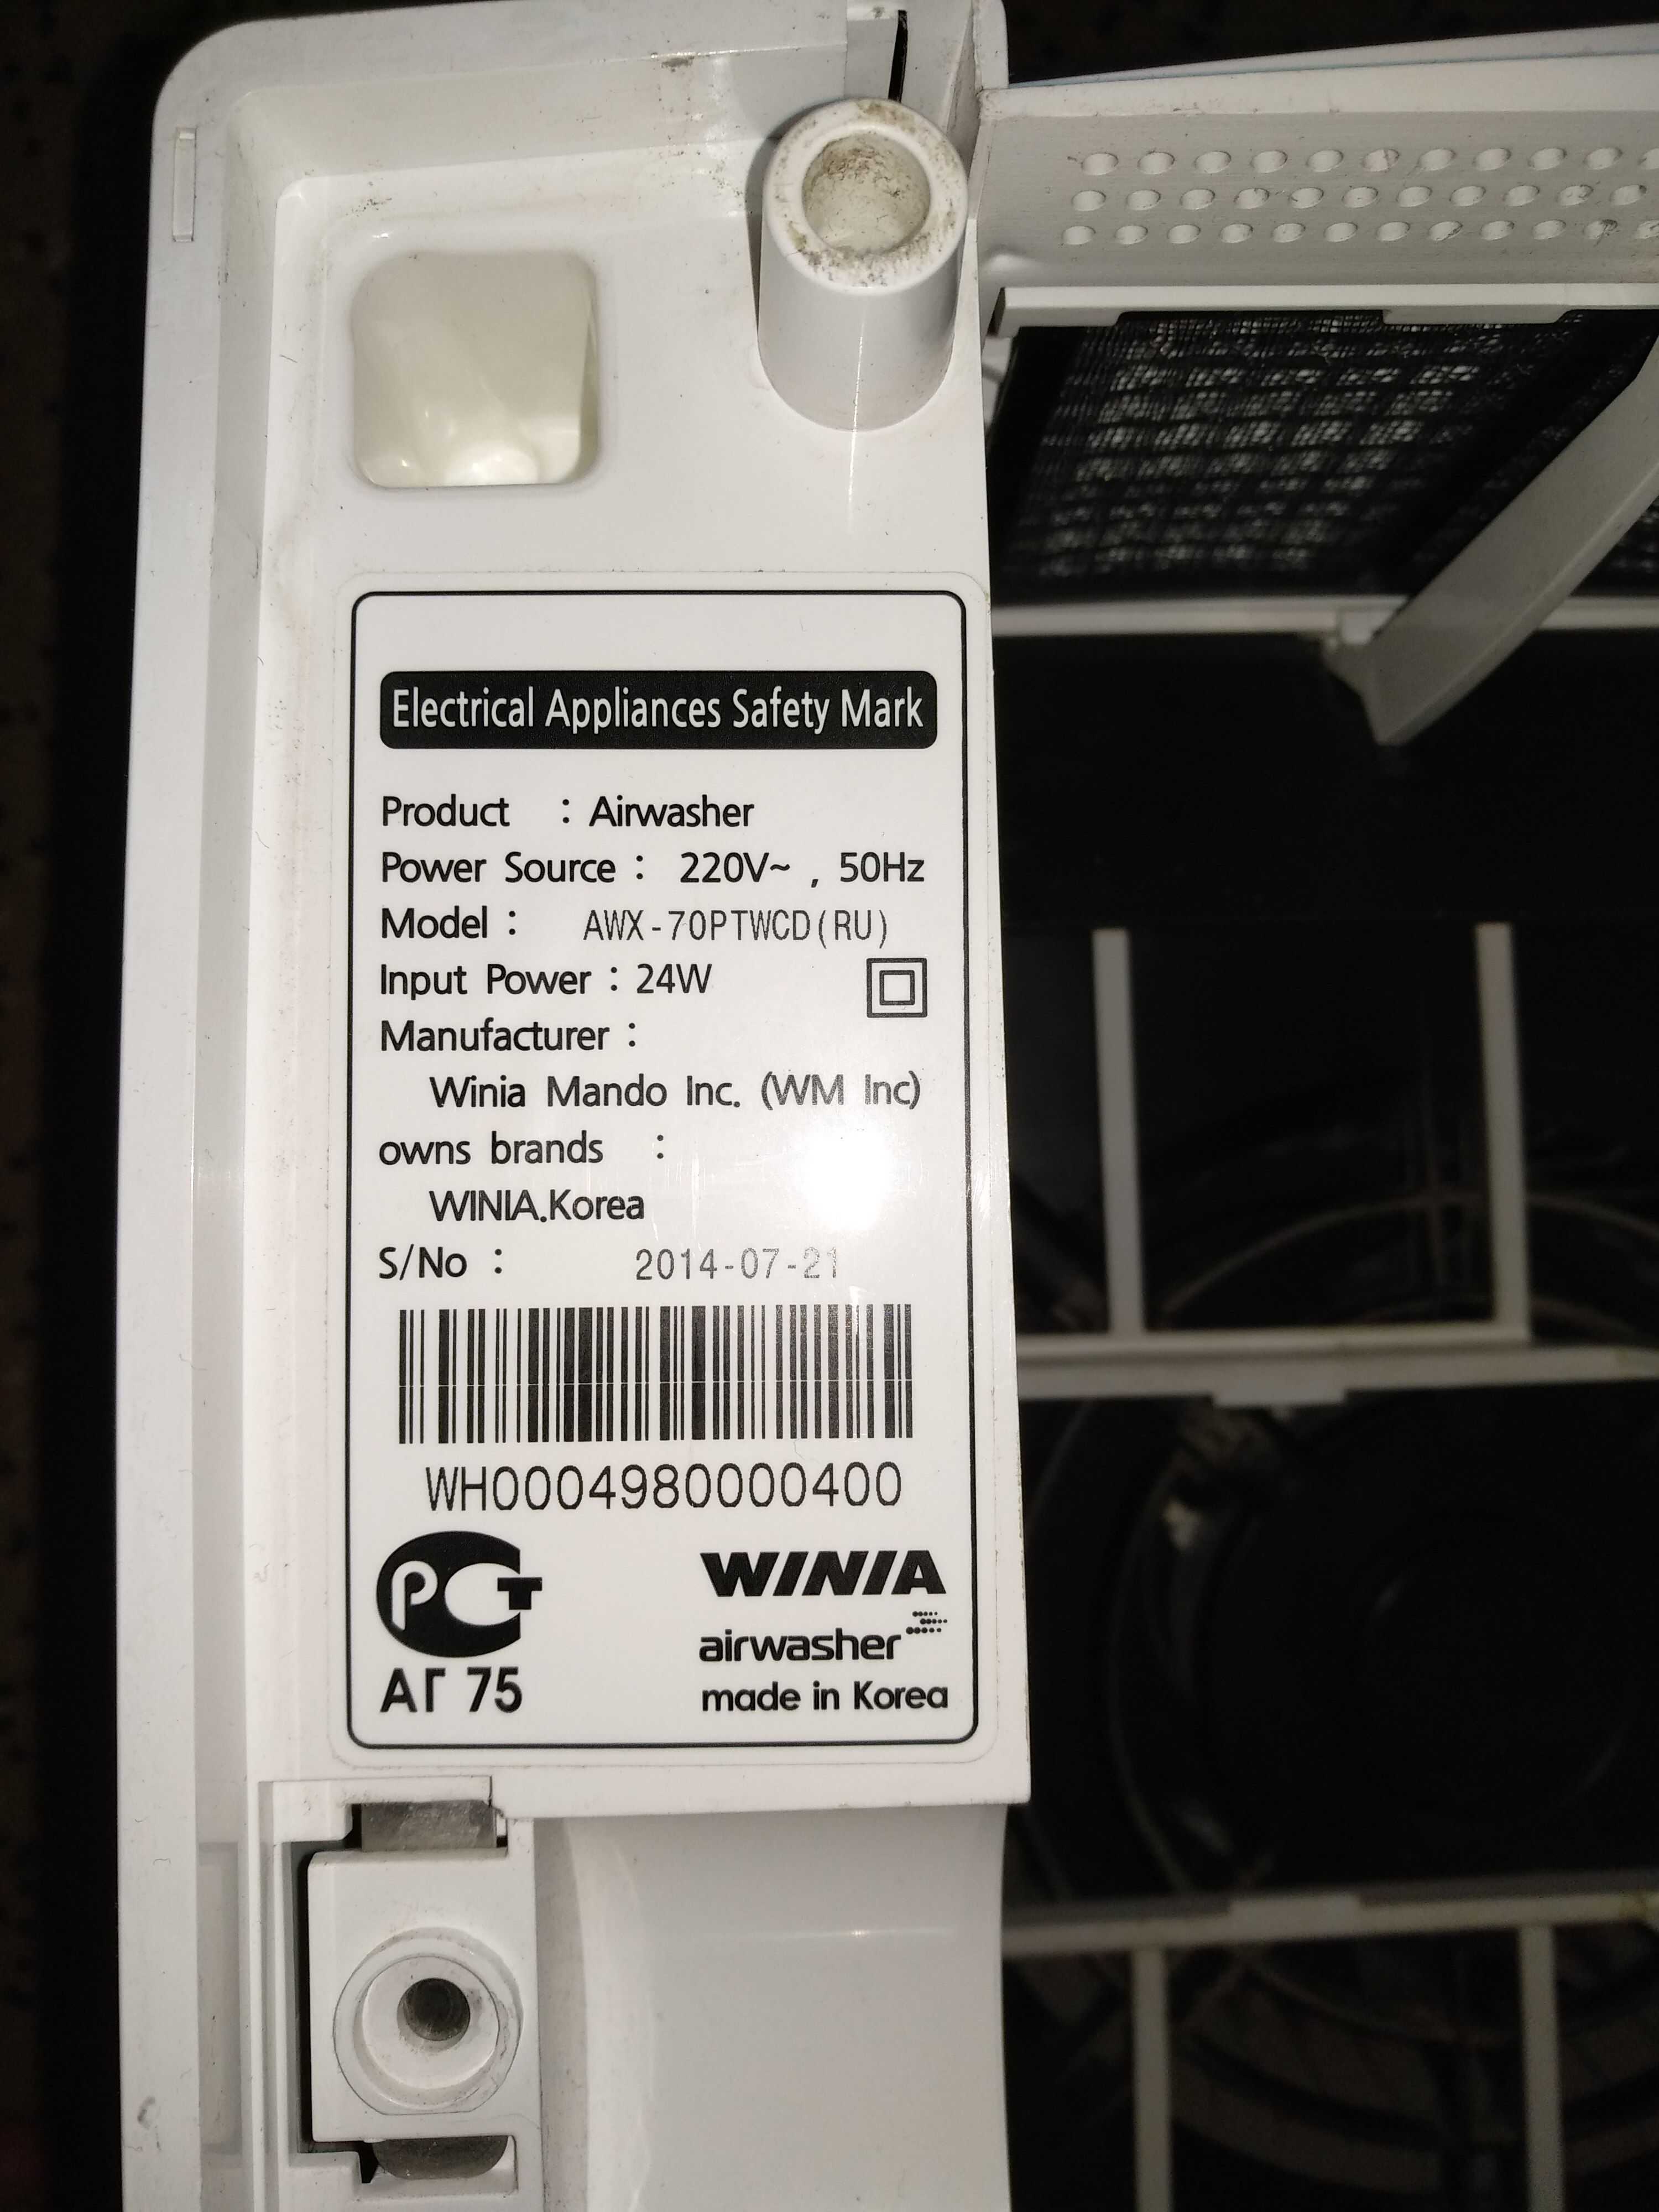 Electrical Appliances Safety Mark
Product : Airwasher
Power Source : 220V~ , 50Hz
Model : AWX-70PTWCD(RU)
Input Power : 24W
Manufacturer :
Winia Mando Inc. (WM Inc)
owns brands :
WINIA.Korea
S/No : 2014-07-21
WH0004980000400
РСТ
АГ 75
WINIA
airwasher
made in Korea